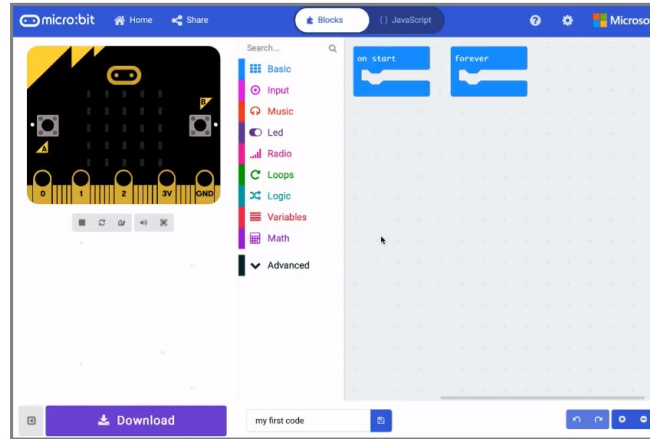 micro:bit Home Share Blocks {} JavaScript ? Microso
Search...
Basic
Input
Music
Led
Radio
Loops
Logic
Variables
Math
Advanced
on start
forever
B
A
0 1 2 3V GND
Download
my first code